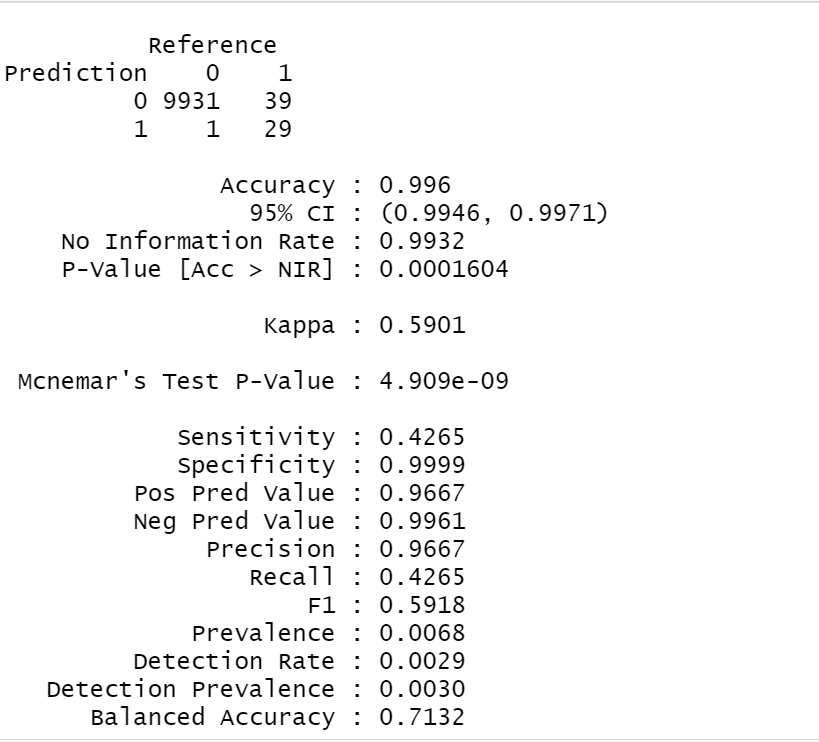 Reference
Prediction 0 1
0 9931 39
1 1 29
Accuracy : 0.996
95% CI : (0.9946, 0.9971)
No Information Rate : 0.9932
P-Value [Acc > NIR] : 0.0001604
Kappa : 0.5901
Mcnemar's Test P-Value : 4.909e-09
Sensitivity : 0.4265
Specificity : 0.9999
Pos Pred Value : 0.9667
Neg Pred Value : 0.9961
Precision : 0.9667
Recall : 0.4265
F1 : 0.5918
Prevalence : 0.0068
Detection Rate : 0.0029
Detection Prevalence : 0.0030
Balanced Accuracy : 0.7132